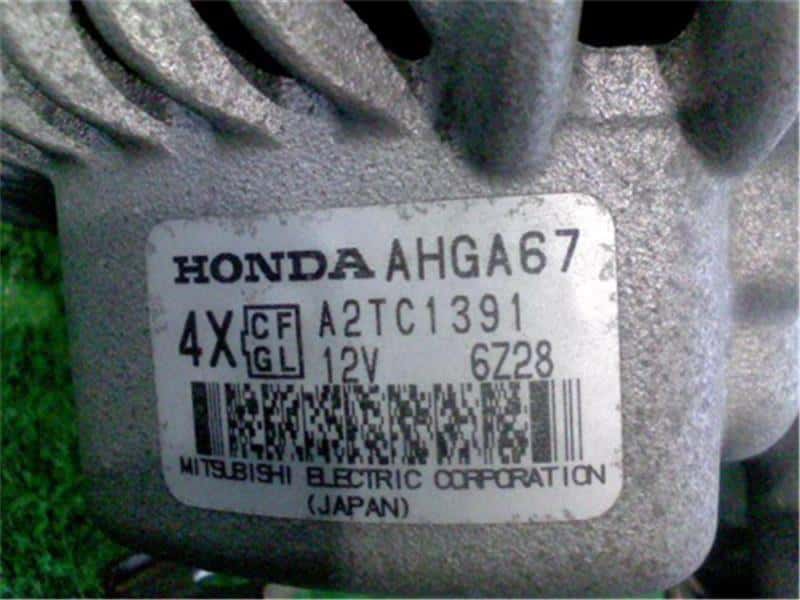 HONDA AHGA67
4X CF GL A2TC1391
12V 6Z28
MITSUBISHI ELECTRIC CORPORATION
(JAPAN)